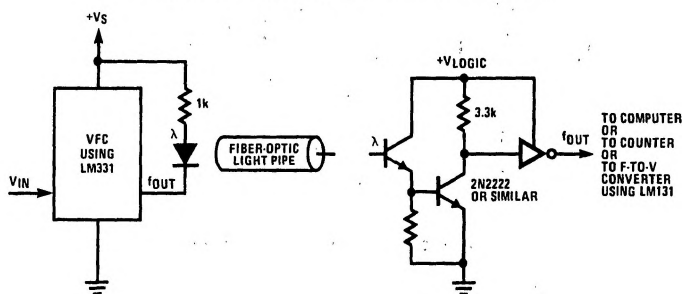 +VS
1k
λ
VFC
USING
LM331
VIN
fOUT
FIBER-OPTIC
LIGHT PIPE
+VLOGIC
3.3k
λ
2N2222
OR SIMILAR
fOUT
TO COMPUTER
OR
TO COUNTER
OR
TO F-TO-V
CONVERTER
USING LM131